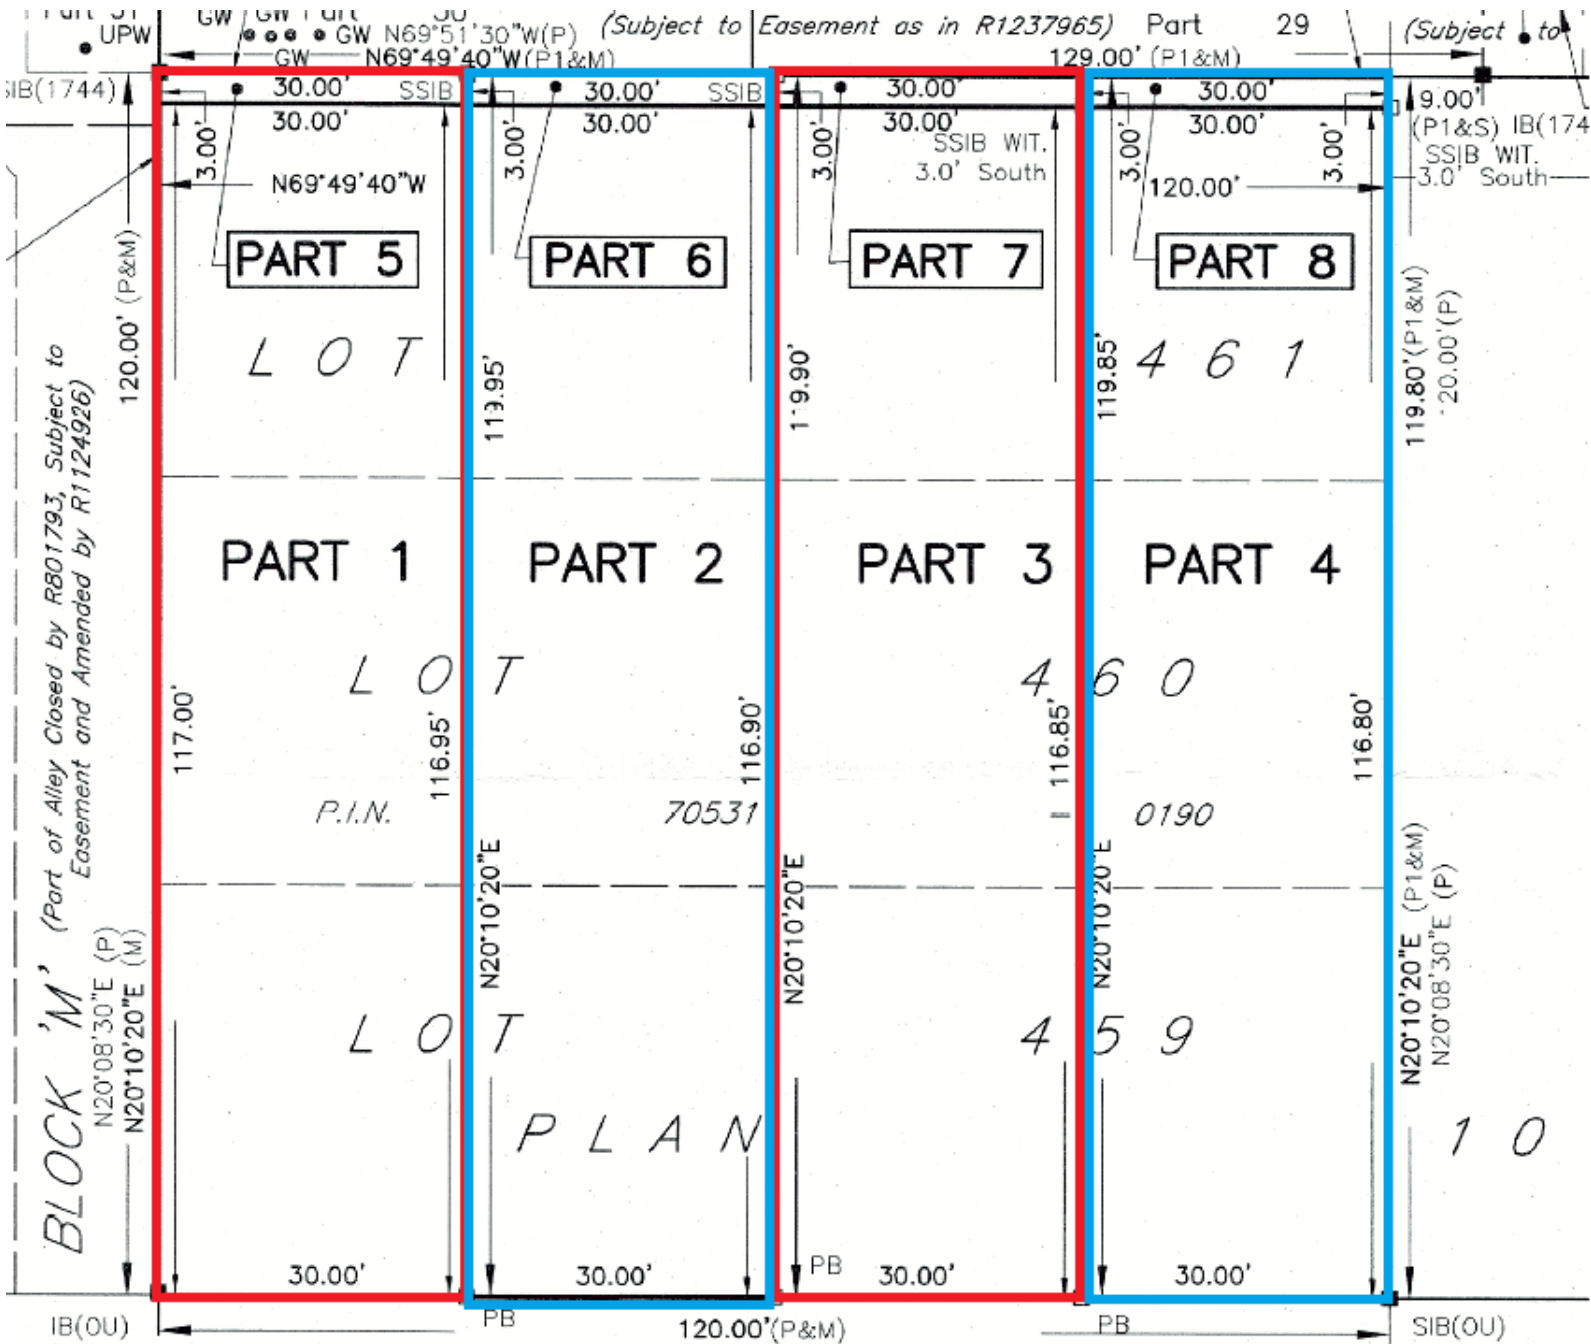 UPW
GW
GW
GW N69°51'30"W(P)
(Subject to Easement as in R1237965) Part 29
(Subject to
GW N69°49'40"W(P1&M)
129.00' (P1&M)
SIB(1744)
30.00' SSIB 30.00' SSIB 30.00' 30.00'
9.00'
30.00' 30.00' 30.00' 30.00'
(P1&S) IB(174
3.00' 3.00' 3.00' 3.00' 3.00'
SSIB WIT.
3.0' South
SSIB WIT.
3.0' South
N69°49'40"W
120.00'
PART 5 PART 6 PART 7 PART 8
LOT 461
120.00' (P&M)
119.95'
119.90'
119.85'
119.80'(P1&M)
20.00'(P)
PART 1 PART 2 PART 3 PART 4
BLOCK 'M' (Part of Alley Closed by R801793, Subject to
Easement and Amended by R1124926)
LOT 460
117.00'
116.95'
116.90'
116.85'
116.80'
P.I.N. 70531 - 0190
N20°08'30"E (P)
N20°10'20"E (M)
N20°10'20"E
N20°10'20"E
N20°10'20"E
N20°10'20"E (P1&M)
N20°08'30"E (P)
LOT 459
PLAN 10
30.00' 30.00' PB 30.00' 30.00'
IB(OU) PB 120.00'(P&M) PB SIB(OU)